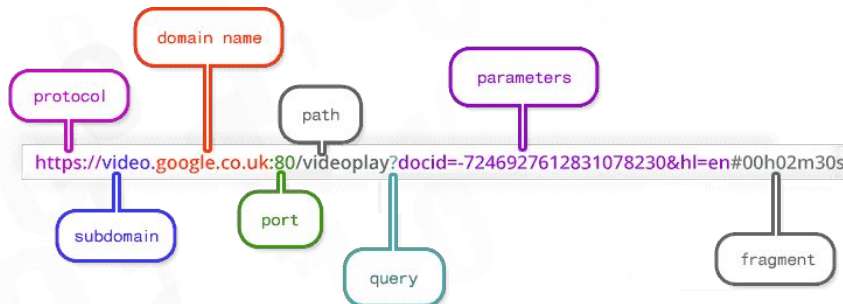 domain name
protocol
path
parameters
https://video.google.co.uk:80/videoplay?docid=-7246927612831078230&hl=en#00h02m30s
subdomain
port
query
fragment